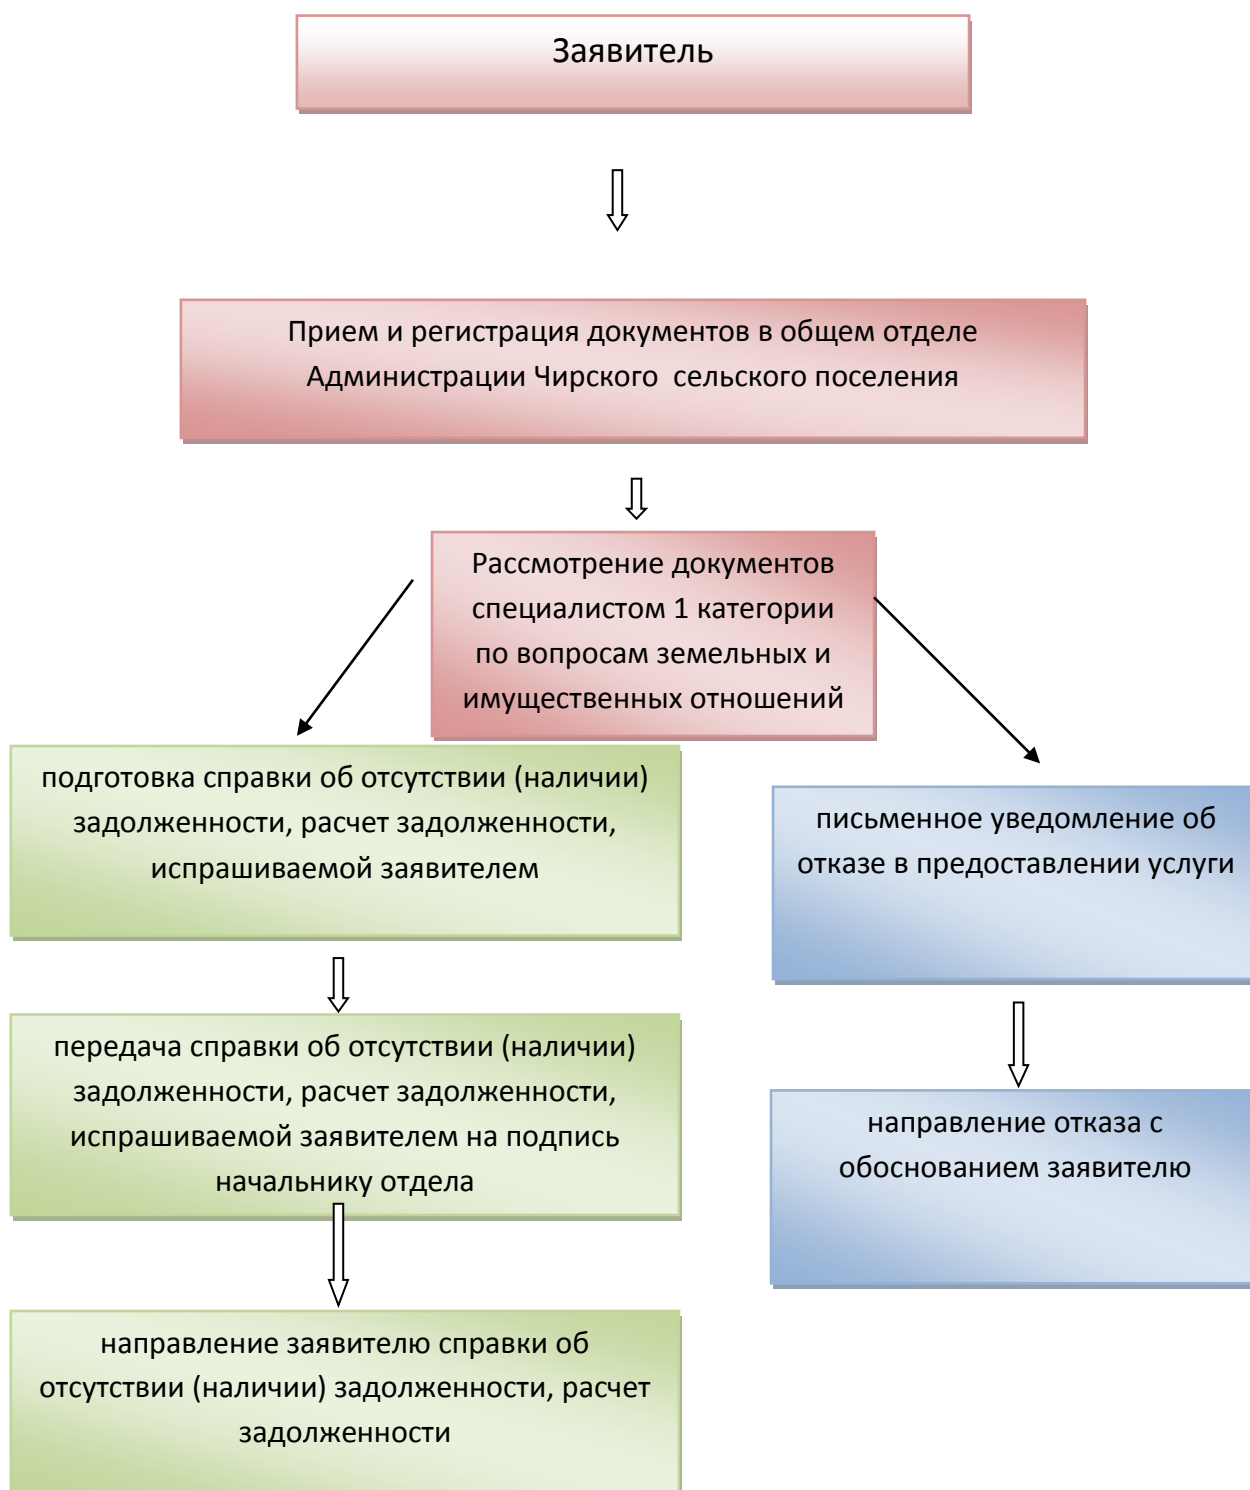 Заявитель
Прием и регистрация документов в общем отделе
Администрации Чирского сельского поселения
Рассмотрение документов
специалистом 1 категории
по вопросам земельных и
имущественных отношений
подготовка справки об отсутствии (наличии)
задолженности, расчет задолженности,
испрашиваемой заявителем
письменное уведомление об
отказе в предоставлении услуги
передача справки об отсутствии (наличии)
задолженности, расчет задолженности,
испрашиваемой заявителем на подпись
начальнику отдела
направление отказа с
обоснованием заявителю
направление заявителю справки об
отсутствии (наличии) задолженности, расчет
задолженности